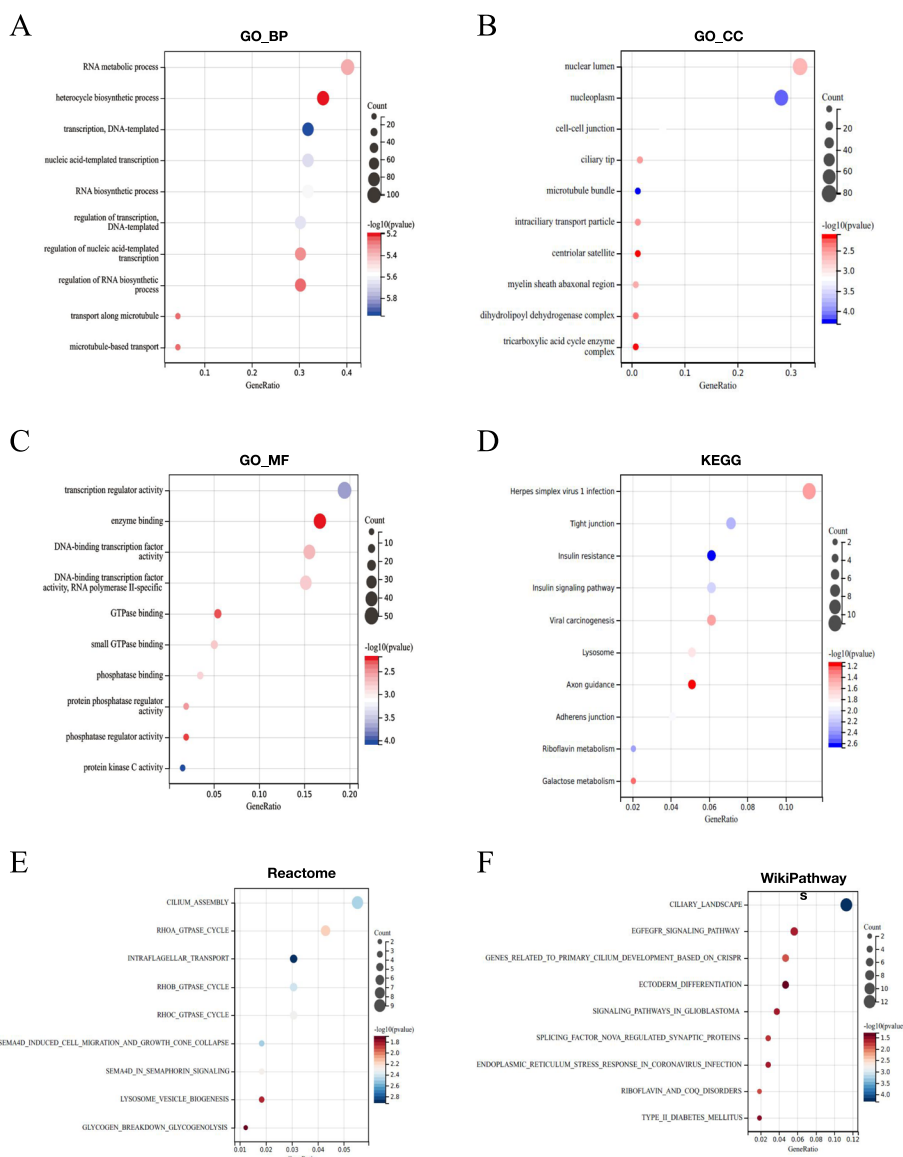 A
GO_BP
RNA metabolic process
heterocycle biosynthetic process
transcription, DNA-templated
nucleic acid-templated transcription
RNA biosynthetic process
regulation of transcription,
DNA-templated
regulation of nucleic acid-templated
transcription
regulation of RNA biosynthetic
process
transport along microtubule
microtubule-based transport
0.1 0.2 0.3 0.4
GeneRatio
Count
20
40
60
80
100
-log10(pvalue)
5.2
5.4
5.6
5.8
B
GO_CC
nuclear lumen
nucleoplasm
cell-cell junction
ciliary tip
microtubule bundle
intraciliary transport particle
centriolar satellite
myelin sheath abaxonal region
dihydrolipoyl dehydrogenase complex
tricarboxylic acid cycle enzyme
complex
0.0 0.1 0.2 0.3
GeneRatio
Count
20
40
60
80
-log10(pvalue)
2.5
3.0
3.5
4.0
C
GO_MF
transcription regulator activity
enzyme binding
DNA-binding transcription factor
activity
DNA-binding transcription factor
activity, RNA polymerase II-specific
GTPase binding
small GTPase binding
phosphatase binding
protein phosphatase regulator
activity
phosphatase regulator activity
protein kinase C activity
0.05 0.10 0.15 0.20
GeneRatio
Count
10
20
30
40
50
-log10(pvalue)
2.5
3.0
3.5
4.0
D
KEGG
Herpes simplex virus 1 infection
Tight junction
Insulin resistance
Insulin signaling pathway
Viral carcinogenesis
Lysosome
Axon guidance
Adherens junction
Riboflavin metabolism
Galactose metabolism
0.02 0.04 0.06 0.08 0.10
GeneRatio
Count
2
4
6
8
10
-log10(pvalue)
1.2
1.4
1.6
1.8
2.0
2.2
2.4
2.6
E
Reactome
CILIUM_ASSEMBLY
RHOA_GTPASE_CYCLE
INTRAFLAGELLAR_TRANSPORT
RHOB_GTPASE_CYCLE
RHOC_GTPASE_CYCLE
SEMA4D_INDUCED_CELL_MIGRATION_AND_GROWTH_CONE_COLLAPSE
SEMA4D_IN_SEMAPHORIN_SIGNALING
LYSOSOME_VESICLE_BIOGENESIS
GLYCOGEN_BREAKDOWN_GLYCOGENOLYSIS
0.01 0.02 0.03 0.04 0.05
Count
2
3
4
5
6
7
8
9
-log10(pvalue)
1.8
2.0
2.2
2.4
2.6
2.8
F
WikiPathway
s
CILIARY_LANDSCAPE
EGFEGFR_SIGNALING_PATHWAY
GENES_RELATED_TO_PRIMARY_CILIUM_DEVELOPMENT_BASED_ON_CRISPR
ECTODERM_DIFFERENTIATION
SIGNALING_PATHWAYS_IN_GLIOBLASTOMA
SPLICING_FACTOR_NOVA_REGULATED_SYNAPTIC_PROTEINS
ENDOPLASMIC_RETICULUM_STRESS_RESPONSE_IN_CORONAVIRUS_INFECTION
RIBOFLAVIN_AND_COQ_DISORDERS
TYPE_II_DIABETES_MELLITUS
0.02 0.04 0.06 0.08 0.10 0.12
GeneRatio
Count
2
4
6
8
10
12
-log10(pvalue)
1.5
2.0
2.5
3.0
3.5
4.0